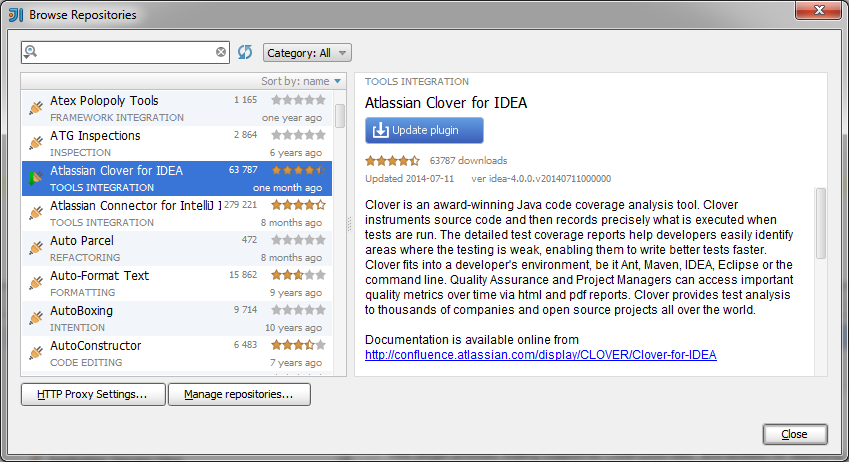 Browse Repositories
Category: All
Sort by: name
Atex Polopoly Tools 1 165
FRAMEWORK INTEGRATION one year ago
ATG Inspections 2 864
INSPECTION 6 years ago
Atlassian Clover for IDEA 63 787
TOOLS INTEGRATION one month ago
Atlassian Connector for IntelliJ I 279 221
TOOLS INTEGRATION 8 months ago
Auto Parcel 472
REFACTORING 8 months ago
Auto-Format Text 15 862
FORMATTING 9 years ago
AutoBoxing 9 714
INTENTION 10 years ago
AutoConstructor 6 483
CODE EDITING 7 years ago
TOOLS INTEGRATION
Atlassian Clover for IDEA
Update plugin
63787 downloads
Updated 2014-07-11 ver idea-4.0.0.v20140711000000
Clover is an award-winning Java code coverage analysis tool. Clover
instruments source code and then records precisely what is executed when
tests are run. The detailed test coverage reports help developers easily identify
areas where the testing is weak, enabling them to write better tests faster.
Clover fits into a developer's environment, be it Ant, Maven, IDEA, Eclipse or the
command line. Quality Assurance and Project Managers can access important
quality metrics over time via html and pdf reports. Clover provides test analysis
to thousands of companies and open source projects all over the world.
Documentation is available online from
http://confluence.atlassian.com/display/CLOVER/Clover-for-IDEA
HTTP Proxy Settings... Manage repositories...
Close